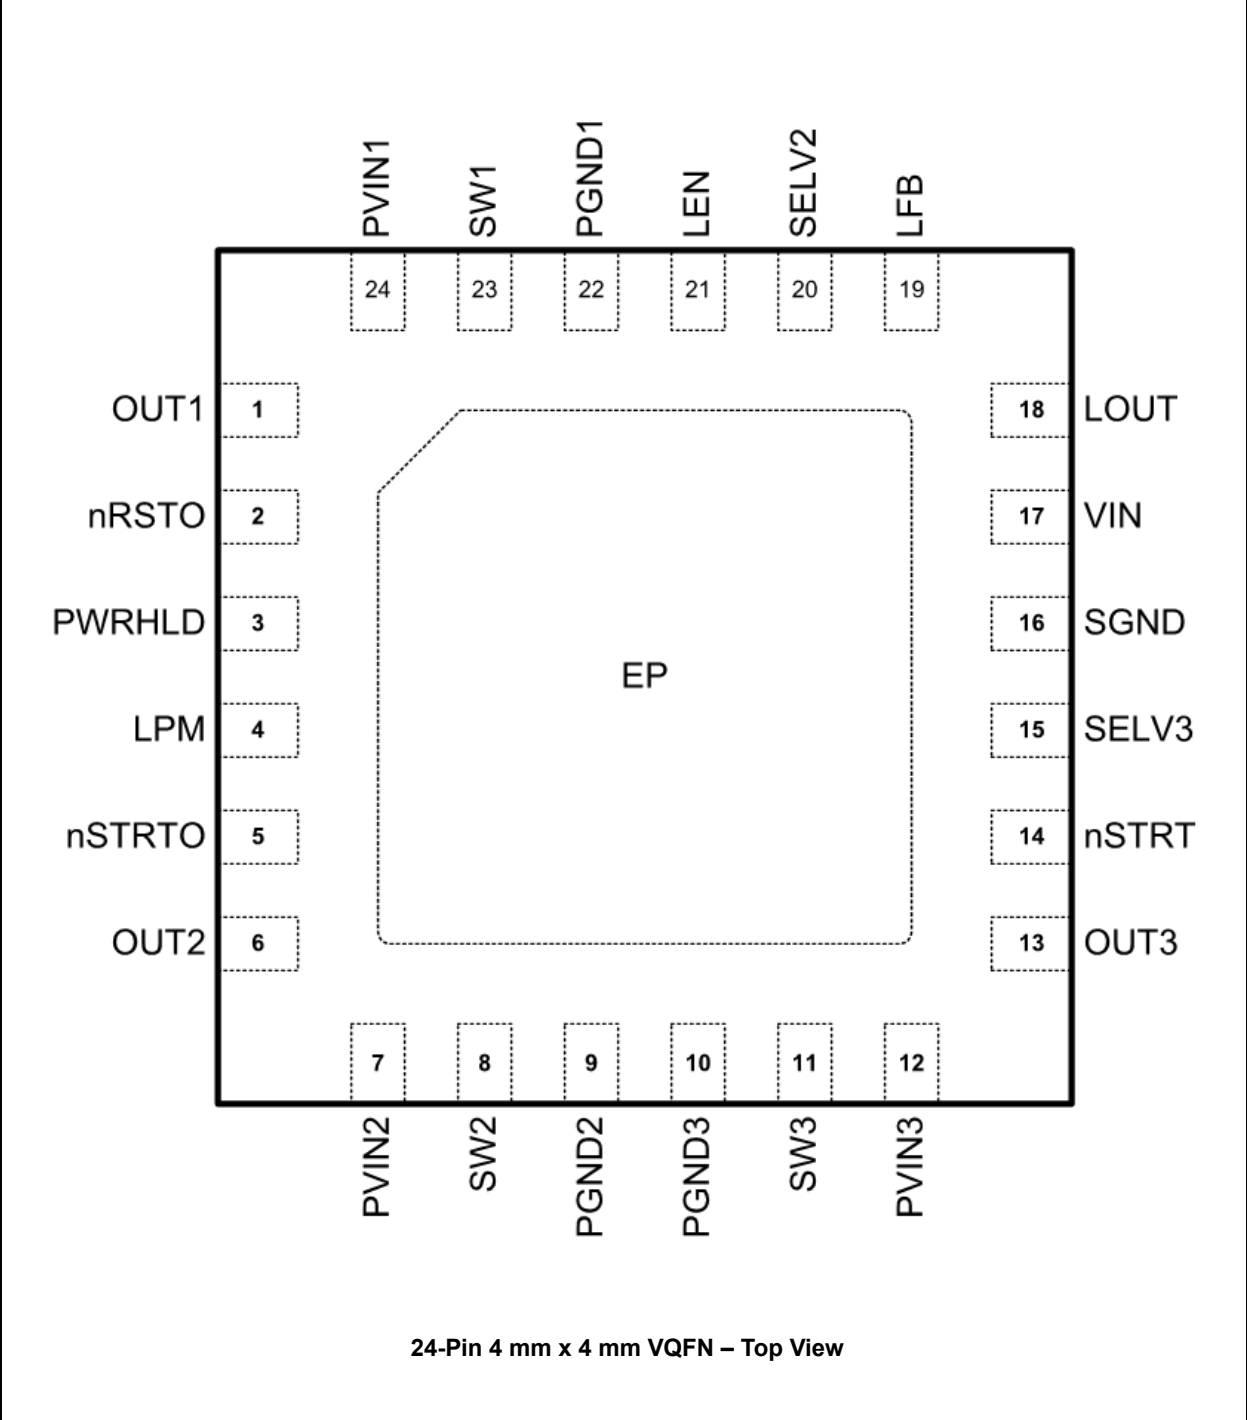 PVIN1
SW1
PGND1
LEN
SELV2
LFB
24
23
22
21
20
19
OUT1 1
18 LOUT
nRSTO 2
17 VIN
PWRHLD 3
16 SGND
EP
LPM 4
15 SELV3
nSTRTO 5
14 nSTRT
OUT2 6
13 OUT3
7
8
9
10
11
12
PVIN2
SW2
PGND2
PGND3
SW3
PVIN3
24-Pin 4 mm x 4 mm VQFN – Top View